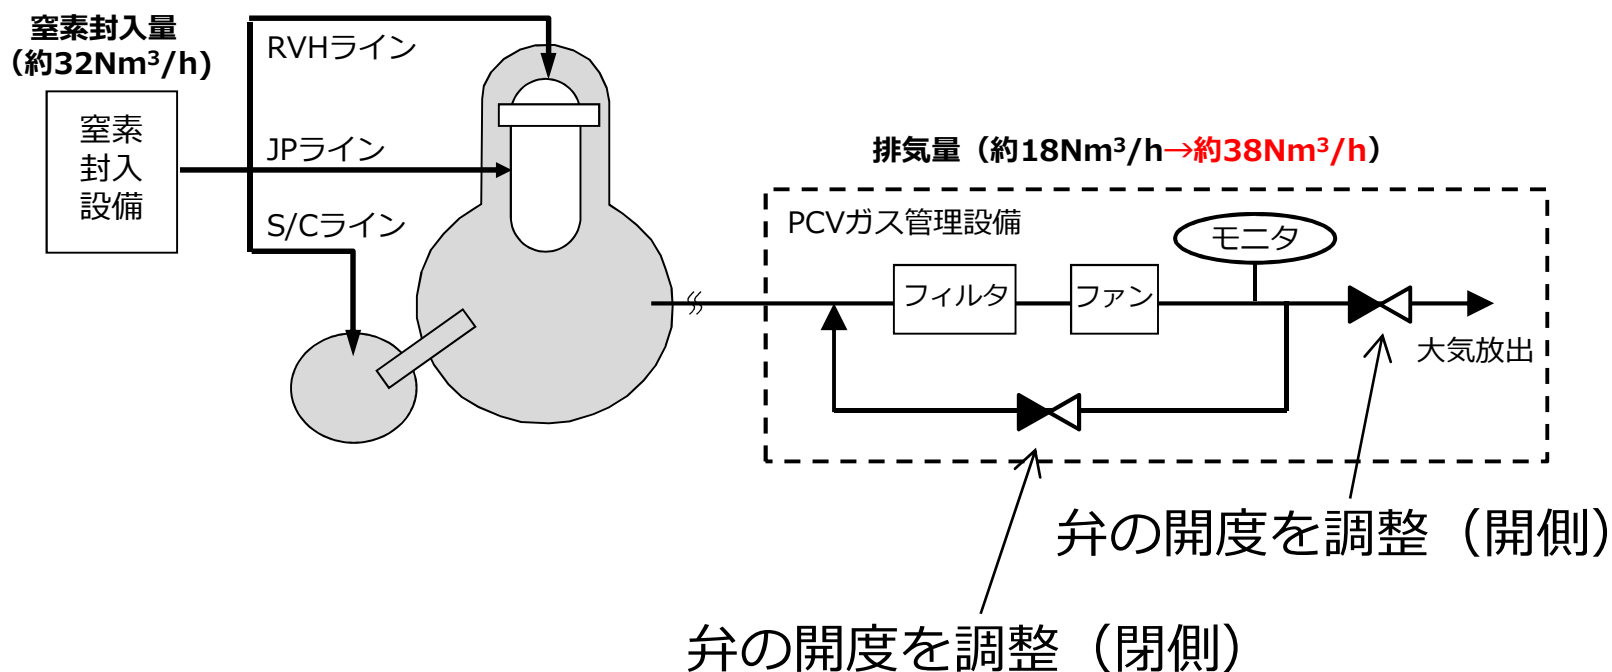 窒素封入量
（約32Nm³/h)
窒素
封入
設備
RVHライン
JPライン
S/Cライン
排気量（約18Nm³/h→約38Nm³/h）
PCVガス管理設備
モニタ
フィルタ
ファン
大気放出
弁の開度を調整（開側）
弁の開度を調整（閉側）